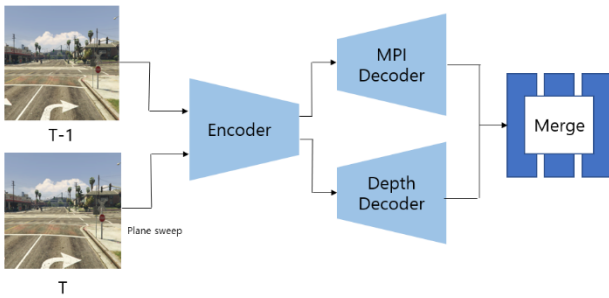 T-1
T
Plane sweep
Encoder
MPI
Decoder
Depth
Decoder
Merge